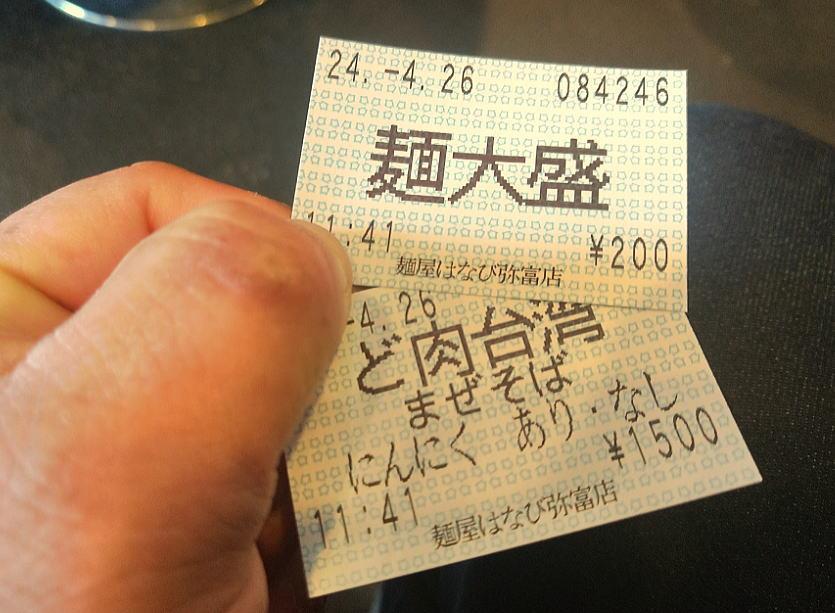 24.-4.26 084246
麺大盛
11:41 ¥200
麺屋はなび弥富店
-4.26
ど肉台湾
まぜそば
にんにく あり・なし
¥1500
11:41
麺屋はなび弥富店